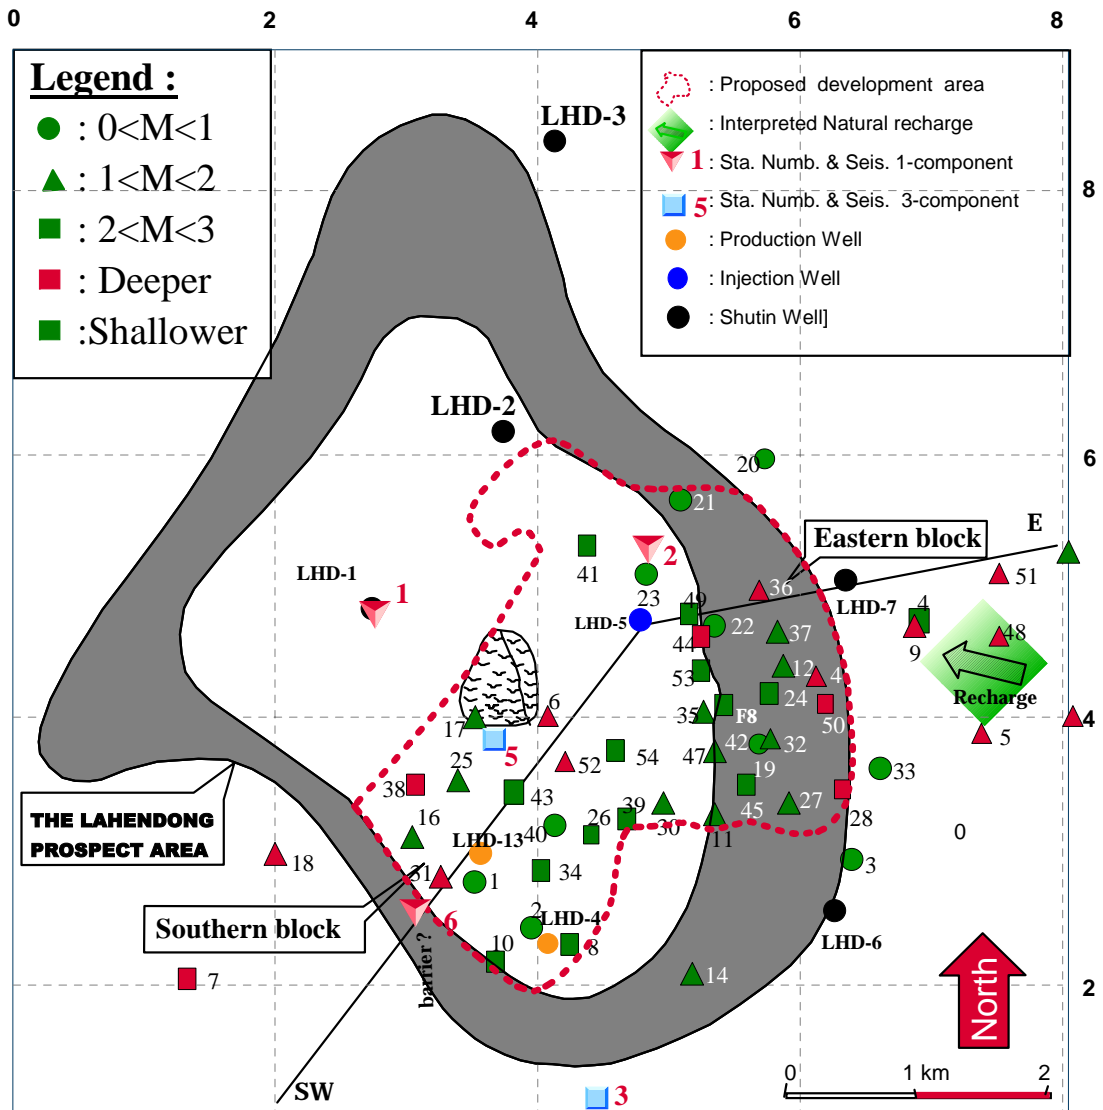 0 2 4 6 8
Legend :
: 0<M<1
: 1<M<2
: 2<M<3
: Deeper
:Shallower
: Proposed development area
: Interpreted Natural recharge
1 : Sta. Numb. & Seis. 1-component
5 : Sta. Numb. & Seis. 3-component
: Production Well
: Injection Well
: Shutin Well]
LHD-3
8
LHD-2
6
20
21
E
Eastern block
2
41
23
36
51
LHD-1
1
49
LHD-7
4
LHD-5
22
37
48
44
9
53
12
4
Recharge
24
6
35
F8
50
17
5
42
32
5
25
52
54
47
4
33
38
43
19
16
26
39
45
27
28
40
30
11
0
THE LAHENDONG
PROSPECT AREA
LHD-13
18
31
1
34
3
Southern block
6
2
LHD-4
LHD-6
10
8
barrier ?
7
14
2
North
SW
0 1 km 2
3